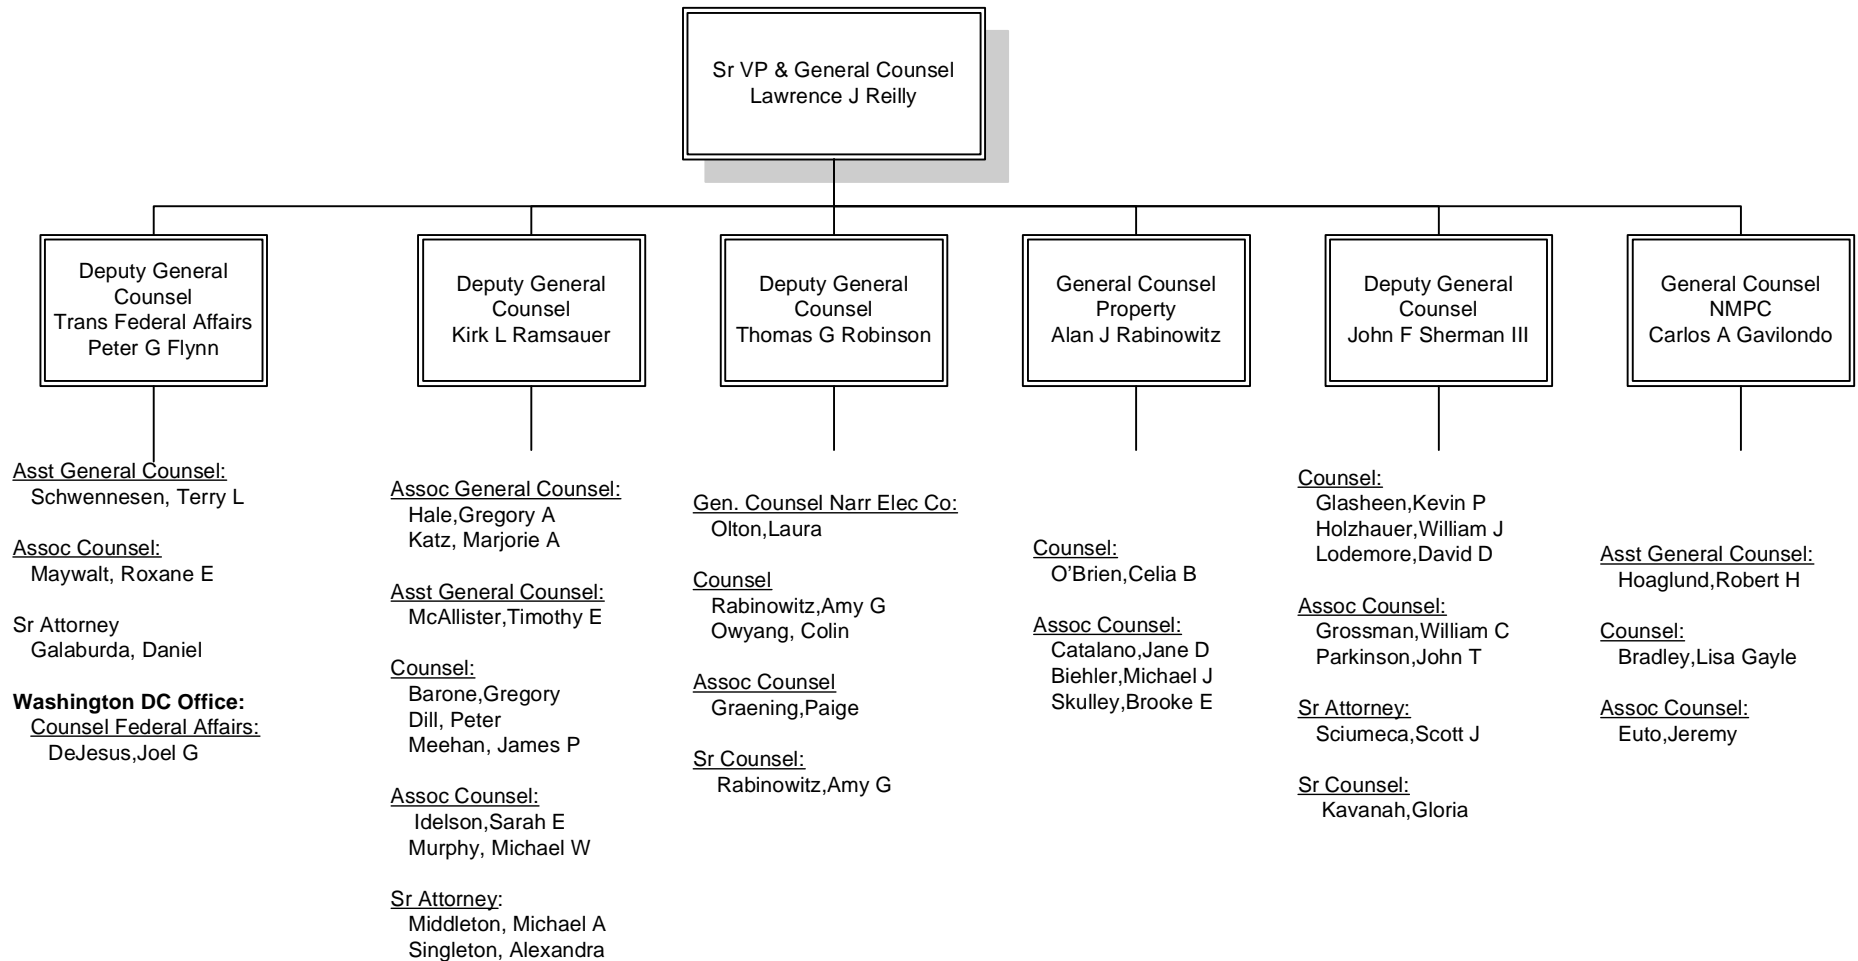 Sr VP & General Counsel
Lawrence J Reilly
Deputy General
Counsel
Trans Federal Affairs
Peter G Flynn
Deputy General
Counsel
Kirk L Ramsauer
Deputy General
Counsel
Thomas G Robinson
General Counsel
Property
Alan J Rabinowitz
Deputy General
Counsel
John F Sherman III
General Counsel
NMPC
Carlos A Gavilondo
Asst General Counsel:
Schwennesen, Terry L
Assoc Counsel:
Maywalt, Roxane E
Sr Attorney
Galaburda, Daniel
Washington DC Office:
Counsel Federal Affairs:
DeJesus,Joel G
Assoc General Counsel:
Hale,Gregory A
Katz, Marjorie A
Asst General Counsel:
McAllister,Timothy E
Counsel:
Barone,Gregory
Dill, Peter
Meehan, James P
Assoc Counsel:
Idelson,Sarah E
Murphy, Michael W
Sr Attorney:
Middleton, Michael A
Singleton, Alexandra
Gen. Counsel Narr Elec Co:
Olton,Laura
Counsel
Rabinowitz,Amy G
Owyang, Colin
Assoc Counsel
Graening,Paige
Sr Counsel:
Rabinowitz,Amy G
Counsel:
O’Brien,Celia B
Assoc Counsel:
Catalano,Jane D
Biehler,Michael J
Skulley,Brooke E
Counsel:
Glasheen,Kevin P
Holzhauer,William J
Lodemore,David D
Assoc Counsel:
Grossman,William C
Parkinson,John T
Sr Attorney:
Sciumeca,Scott J
Sr Counsel:
Kavanah,Gloria
Asst General Counsel:
Hoaglund,Robert H
Counsel:
Bradley,Lisa Gayle
Assoc Counsel:
Euto,Jeremy